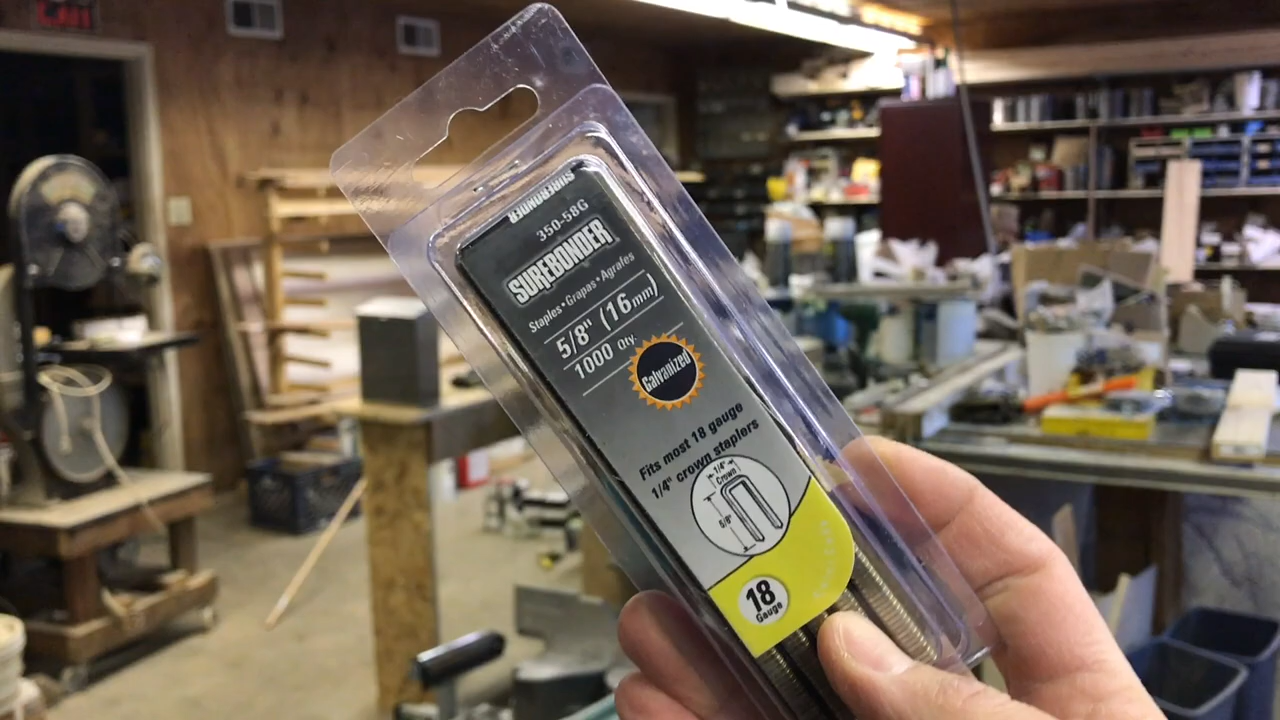 EXIT
SUREBONDER
350-58G
SUREBONDER
Staples • Grapas • Agrafes
5/8" (16mm)
1000 Qty.
Galvanized
Fits most 18 gauge
1/4" crown staplers
1/4"
Crown
5/8"
18
Gauge